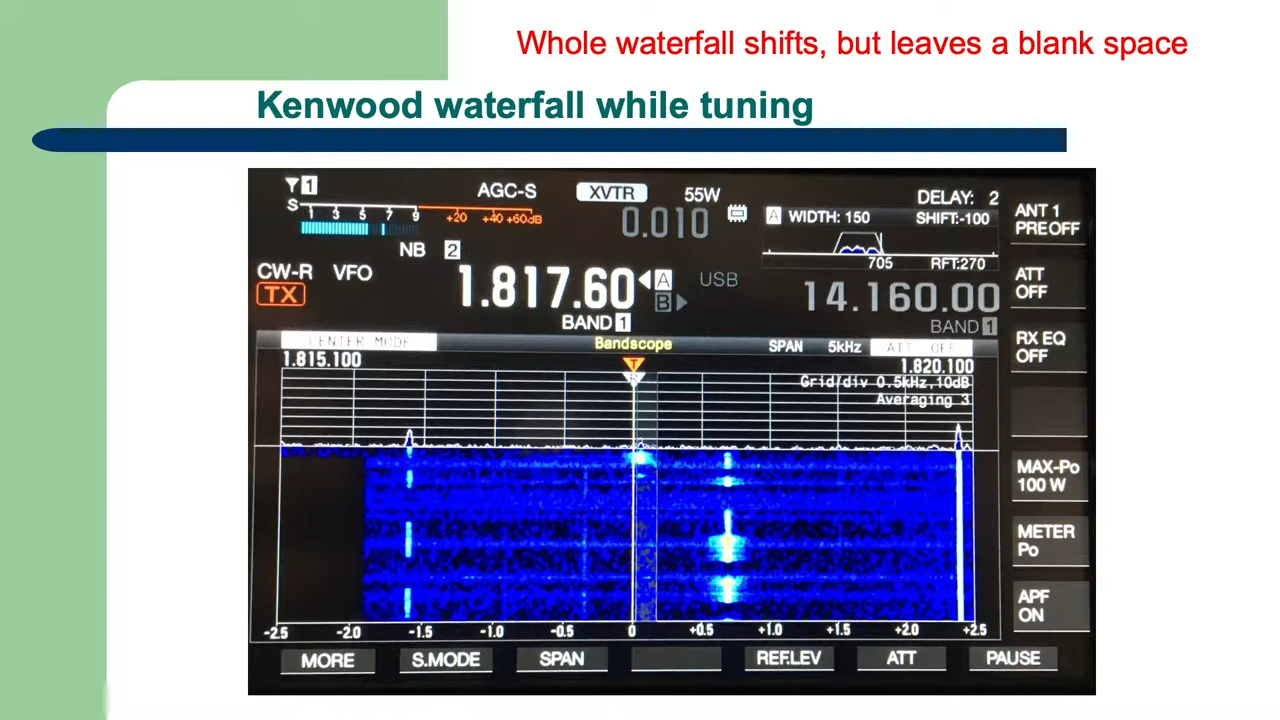 Whole waterfall shifts, but leaves a blank space
Kenwood waterfall while tuning
1
AGC-S
XVTR
55W
DELAY: 2
ANT 1
PREOFF
S 1 3 5 7 9 +20 +40 +60dB
0.010
A WIDTH: 150 SHIFT:-100
NB 2
705 RFT:270
CW-R VFO
TX
1.817.60
A
B
USB
14.160.00
BAND 1
BAND 1
ATT
OFF
RX EQ
OFF
CENTER MODE
Bandscope
SPAN 5kHz
ATT OFF
1.815.100
T
R
1.820.100
Grid/div 0.5kHz,10dB
Averaging 3
MAX-Po
100 W
METER
Po
APF
ON
-2.5 -2.0 -1.5 -1.0 -0.5 0 +0.5 +1.0 +1.5 +2.0 +2.5
MORE S.MODE SPAN REF.LEV ATT PAUSE